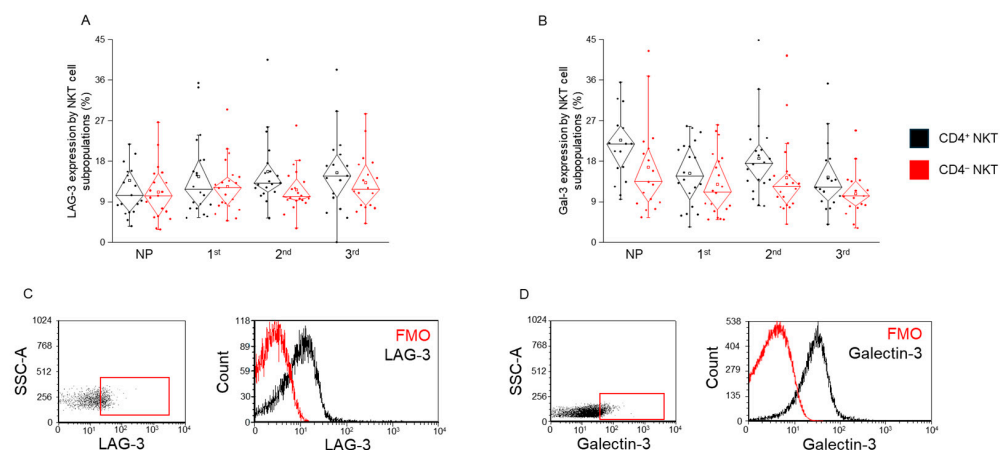 A
B
LAG-3 expression by NKT cell
subpopulations (%)
45
36
27
18
9
0
NP
1st
2nd
3rd
Gal-3 expression by NKT cell
subpopulations (%)
45
36
27
18
9
0
NP
1st
2nd
3rd
CD4⁺ NKT
CD4⁻ NKT
C
D
SSC-A
1024
768
512
256
0
0
10¹
10²
10³
10⁴
LAG-3
Count
118
89
59
30
0
0
10¹
10²
10³
10⁴
LAG-3
FMO
LAG-3
SSC-A
1024
768
512
256
0
0
10¹
10²
10³
10⁴
Galectin-3
Count
538
404
279
135
0
0
10¹
10²
10³
10⁴
Galectin-3
FMO
Galectin-3